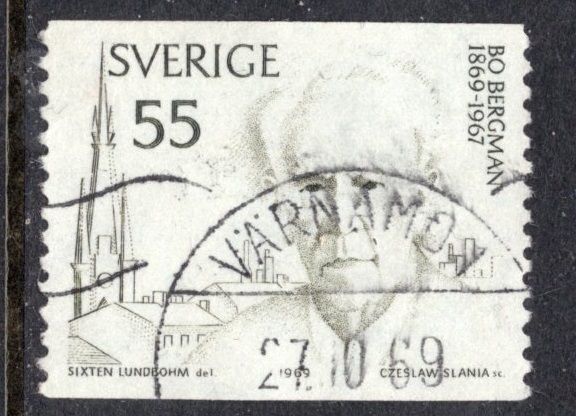 SVERIGE
55
BO BERGMAN
1869-1967
VÄRNAMO
27.10 69
SIXTEN LUNDBOHM del. 1969 CZESLAW SLANIA sc.